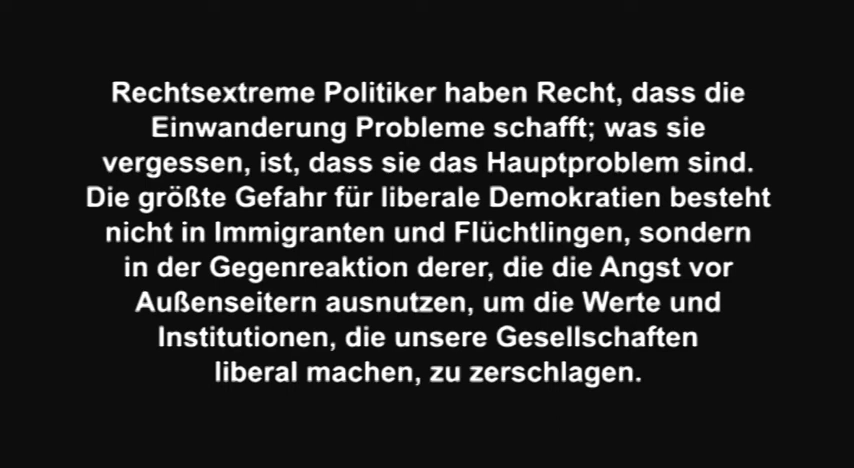 Rechtsextreme Politiker haben Recht, dass die
Einwanderung Probleme schafft; was sie
vergessen, ist, dass sie das Hauptproblem sind.
Die größte Gefahr für liberale Demokratien besteht
nicht in Immigranten und Flüchtlingen, sondern
in der Gegenreaktion derer, die die Angst vor
Außenseitern ausnutzen, um die Werte und
Institutionen, die unsere Gesellschaften
liberal machen, zu zerschlagen.